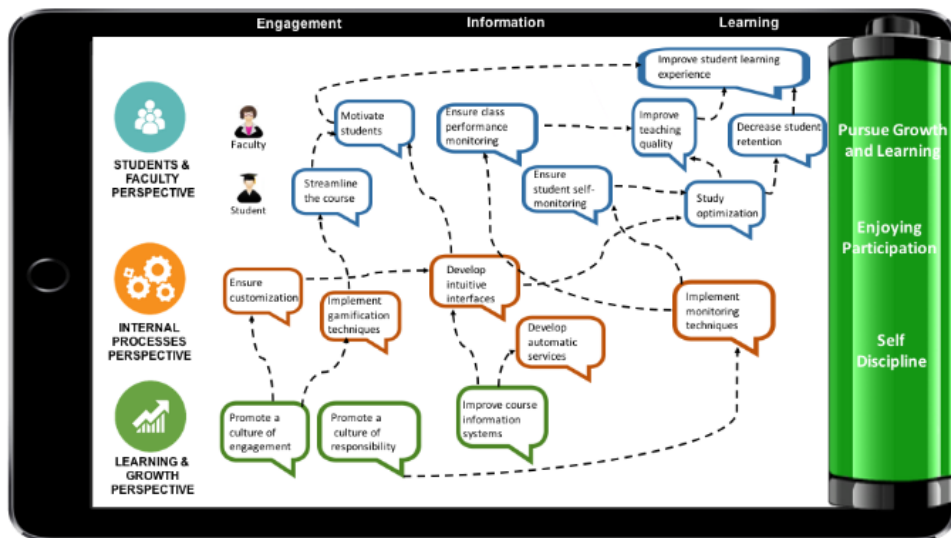 Engagement
Information
Learning
Improve student learning
experience
Motivate
students
Ensure class
performance
monitoring
Improve
teaching
quality
Decrease student
retention
Faculty
Student
STUDENTS &
FACULTY
PERSPECTIVE
Streamline
the course
Ensure
student self-
monitoring
Study
optimization
Pursue Growth
and Learning
Enjoying
Participation
Self
Discipline
Ensure
customization
Implement
gamification
techniques
Develop
intuitive
interfaces
Develop
automatic
services
Implement
monitoring
techniques
INTERNAL
PROCESSES
PERSPECTIVE
Promote a
culture of
engagement
Promote a
culture of
responsibility
Improve course
information
systems
LEARNING &
GROWTH
PERSPECTIVE